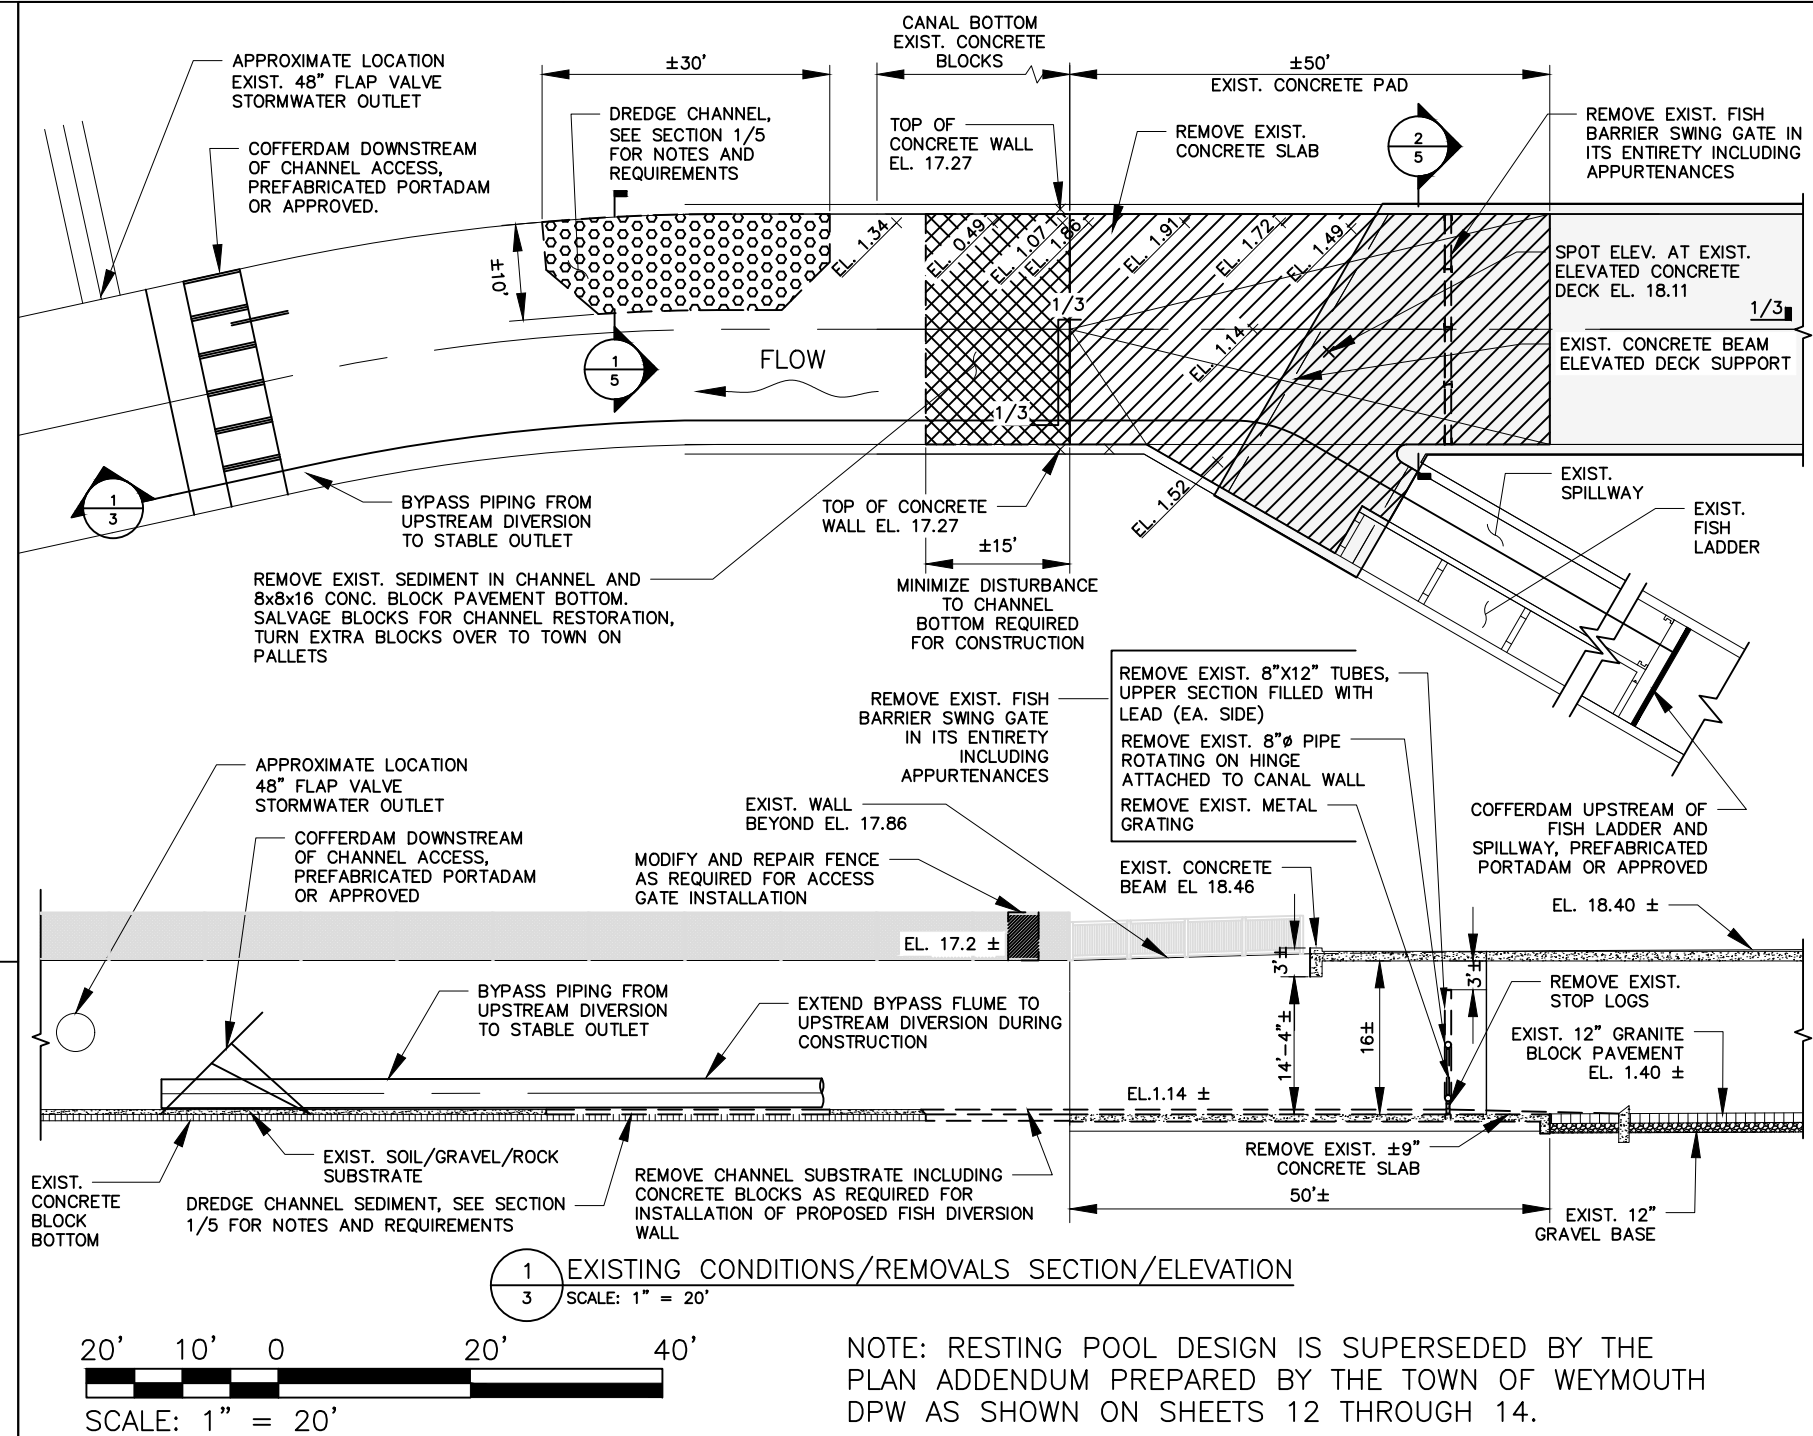 APPROXIMATE LOCATION
EXIST. 48" FLAP VALVE
STORMWATER OUTLET
COFFERDAM DOWNSTREAM
OF CHANNEL ACCESS,
PREFABRICATED PORTADAM
OR APPROVED.
±30'
DREDGE CHANNEL,
SEE SECTION 1/5
FOR NOTES AND
REQUIREMENTS
CANAL BOTTOM
EXIST. CONCRETE
BLOCKS
TOP OF
CONCRETE WALL
EL. 17.27
±50'
EXIST. CONCRETE PAD
REMOVE EXIST.
CONCRETE SLAB
2
5
REMOVE EXIST. FISH
BARRIER SWING GATE IN
ITS ENTIRETY INCLUDING
APPURTENANCES
±10'
EL. 1.34
EL. 0.49
EL. 1.07
EL. 1.86
EL. 1.91
EL. 1.72
EL. 1.49
EL. 1.14
SPOT ELEV. AT EXIST.
ELEVATED CONCRETE
DECK EL. 18.11
1/3
1/3
1/3
EXIST. CONCRETE BEAM
ELEVATED DECK SUPPORT
FLOW
1
5
1
3
BYPASS PIPING FROM
UPSTREAM DIVERSION
TO STABLE OUTLET
TOP OF CONCRETE
WALL EL. 17.27
EL. 1.52
EXIST.
SPILLWAY
EXIST.
FISH
LADDER
±15'
REMOVE EXIST. SEDIMENT IN CHANNEL AND
8x8x16 CONC. BLOCK PAVEMENT BOTTOM.
SALVAGE BLOCKS FOR CHANNEL RESTORATION,
TURN EXTRA BLOCKS OVER TO TOWN ON
PALLETS
MINIMIZE DISTURBANCE
TO CHANNEL
BOTTOM REQUIRED
FOR CONSTRUCTION
REMOVE EXIST. FISH
BARRIER SWING GATE
IN ITS ENTIRETY
INCLUDING
APPURTENANCES
REMOVE EXIST. 8"X12" TUBES,
UPPER SECTION FILLED WITH
LEAD (EA. SIDE)
REMOVE EXIST. 8"ø PIPE
ROTATING ON HINGE
ATTACHED TO CANAL WALL
REMOVE EXIST. METAL
GRATING
COFFERDAM UPSTREAM OF
FISH LADDER AND
SPILLWAY, PREFABRICATED
PORTADAM OR APPROVED
APPROXIMATE LOCATION
48" FLAP VALVE
STORMWATER OUTLET
COFFERDAM DOWNSTREAM
OF CHANNEL ACCESS,
PREFABRICATED PORTADAM
OR APPROVED
EXIST. WALL
BEYOND EL. 17.86
MODIFY AND REPAIR FENCE
AS REQUIRED FOR ACCESS
GATE INSTALLATION
EXIST. CONCRETE
BEAM EL 18.46
EL. 18.40 ±
EL. 17.2 ±
3'±
3'±
14'-4"±
16±
BYPASS PIPING FROM
UPSTREAM DIVERSION
TO STABLE OUTLET
EXTEND BYPASS FLUME TO
UPSTREAM DIVERSION DURING
CONSTRUCTION
REMOVE EXIST.
STOP LOGS
EXIST. 12" GRANITE
BLOCK PAVEMENT
EL. 1.40 ±
EL.1.14 ±
EXIST.
CONCRETE
BLOCK
BOTTOM
EXIST. SOIL/GRAVEL/ROCK
SUBSTRATE
DREDGE CHANNEL SEDIMENT, SEE SECTION
1/5 FOR NOTES AND REQUIREMENTS
REMOVE CHANNEL SUBSTRATE INCLUDING
CONCRETE BLOCKS AS REQUIRED FOR
INSTALLATION OF PROPOSED FISH DIVERSION
WALL
REMOVE EXIST. ±9"
CONCRETE SLAB
50'±
EXIST. 12"
GRAVEL BASE
1
3
EXISTING CONDITIONS/REMOVALS SECTION/ELEVATION
SCALE: 1" = 20'
20' 10' 0 20' 40'
SCALE: 1" = 20'
NOTE: RESTING POOL DESIGN IS SUPERSEDED BY THE
PLAN ADDENDUM PREPARED BY THE TOWN OF WEYMOUTH
DPW AS SHOWN ON SHEETS 12 THROUGH 14.